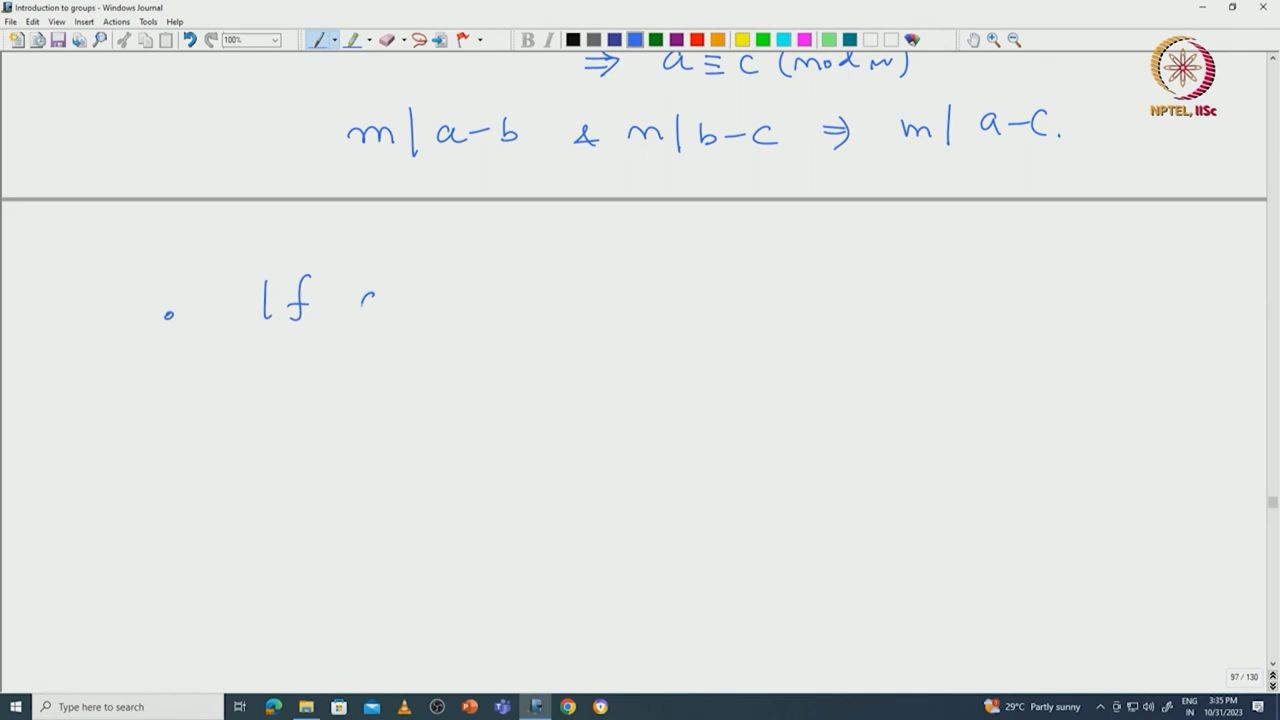 Introduction to groups - Windows Journal
File Edit View Insert Actions Tools Help
100%
B I
⇒ a ≡ c (mod m)
NPTEL, IISc
m | a-b & m | b-c ⇒ m | a-c.
• If
97 / 130
Type here to search
29°C Partly sunny
ENG
IN
3:35 PM
10/31/2023